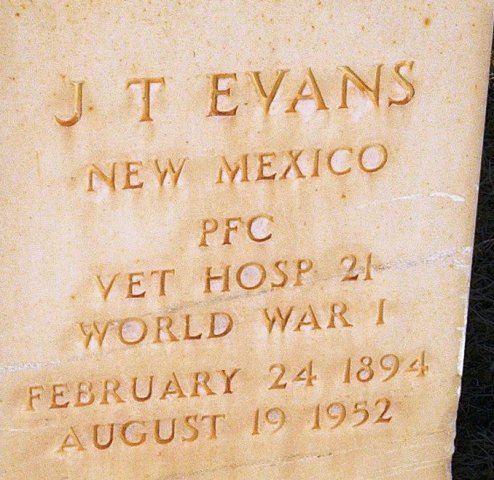 J T EVANS
NEW MEXICO
PFC
VET HOSP 21
WORLD WAR I
FEBRUARY 24 1894
AUGUST 19 1952